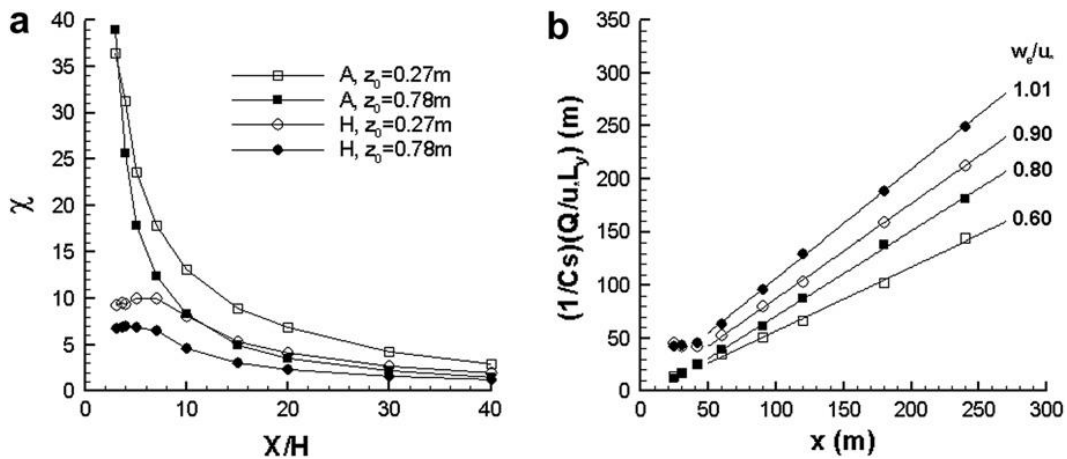 a
40
35
30
25
20
15
10
5
0
χ
0 10 20 30 40
X/H
A, z₀=0.27m
A, z₀=0.78m
H, z₀=0.27m
H, z₀=0.78m
b
350
300
250
200
150
100
50
0
(1/Cs)(Q/u*Ly) (m)
0 50 100 150 200 250 300
x (m)
wₑ/u*
1.01
0.90
0.80
0.60